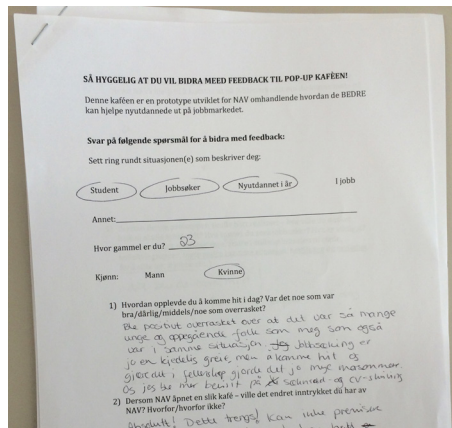 SÅ HYGGELIG AT DU VIL BIDRA MEED FEEDBACK TIL POP-UP KAFÉEN!
Denne kaféen er en prototype utviklet for NAV omhandlende hvordan de BEDRE
kan hjelpe nyutdannede ut på jobbmarkedet.
Svar på følgende spørsmål for å bidra med feedback:
Sett ring rundt situasjonen(e) som beskriver deg:
Student Jobbsøker Nyutdannet i år I jobb
Annet:
Hvor gammel er du? 23
Kjønn: Mann Kvinne
1) Hvordan opplevde du å komme hit i dag? Var det noe som var
bra/dårlig/middels/noe som overrasket?
Ble positivt overrasket over at det var så mange
unge og oppegående folk som meg som også
var i samme situasjon. Jobbsøking er
jo en kjedelig greit, men å komme hit og
gjøre det i fellesskap gjorde det jo mye morsommere.
Og jeg ble mer bevisst på søknad- og CV-skriving
2) Dersom NAV åpnet en slik kafé – ville det endret inntrykket du har av
NAV? Hvorfor/hvorfor ikke?
Absolutt! Dette trengs! Kan ikke